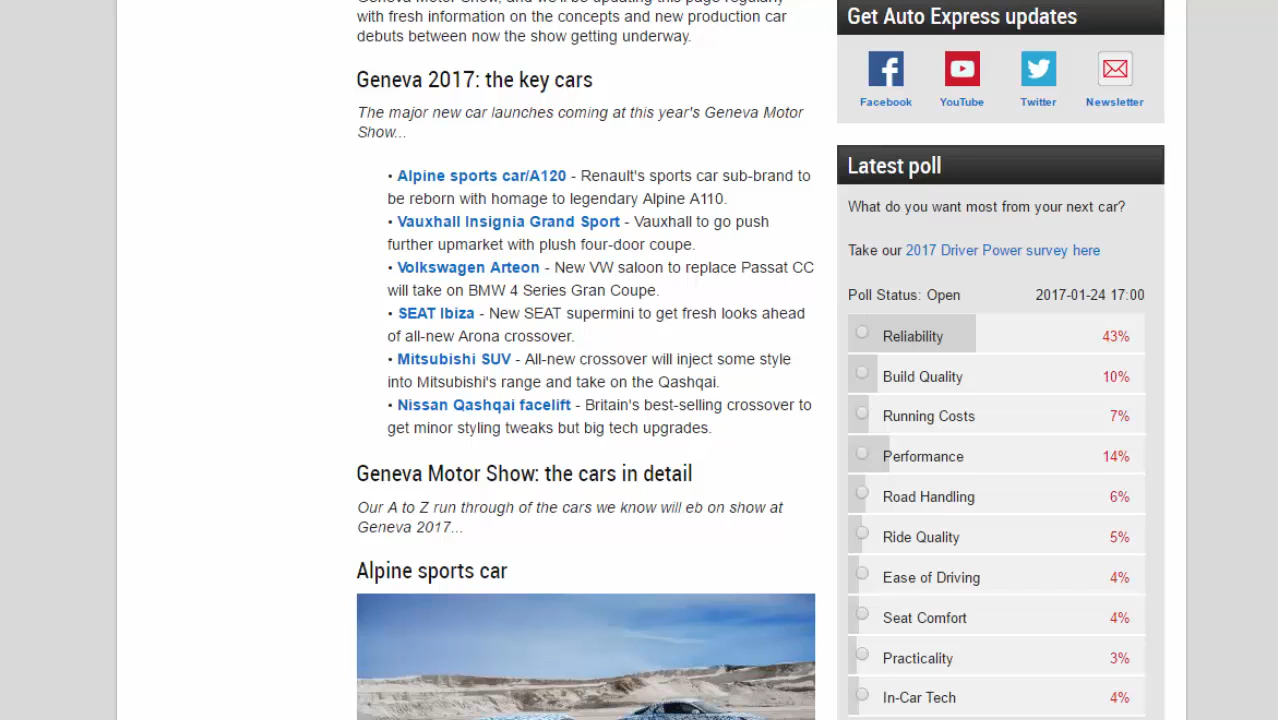 with fresh information on the concepts and new production car
debuts between now the show getting underway.
Geneva 2017: the key cars
The major new car launches coming at this year's Geneva Motor
Show...
• Alpine sports car/A120 - Renault's sports car sub-brand to
be reborn with homage to legendary Alpine A110.
• Vauxhall Insignia Grand Sport - Vauxhall to go push
further upmarket with plush four-door coupe.
• Volkswagen Arteon - New VW saloon to replace Passat CC
will take on BMW 4 Series Gran Coupe.
• SEAT Ibiza - New SEAT supermini to get fresh looks ahead
of all-new Arona crossover.
• Mitsubishi SUV - All-new crossover will inject some style
into Mitsubishi's range and take on the Qashqai.
• Nissan Qashqai facelift - Britain's best-selling crossover to
get minor styling tweaks but big tech upgrades.
Geneva Motor Show: the cars in detail
Our A to Z run through of the cars we know will eb on show at
Geneva 2017...
Alpine sports car
Get Auto Express updates
Facebook YouTube Twitter Newsletter
Latest poll
What do you want most from your next car?
Take our 2017 Driver Power survey here
Poll Status: Open 2017-01-24 17:00
Reliability 43%
Build Quality 10%
Running Costs 7%
Performance 14%
Road Handling 6%
Ride Quality 5%
Ease of Driving 4%
Seat Comfort 4%
Practicality 3%
In-Car Tech 4%